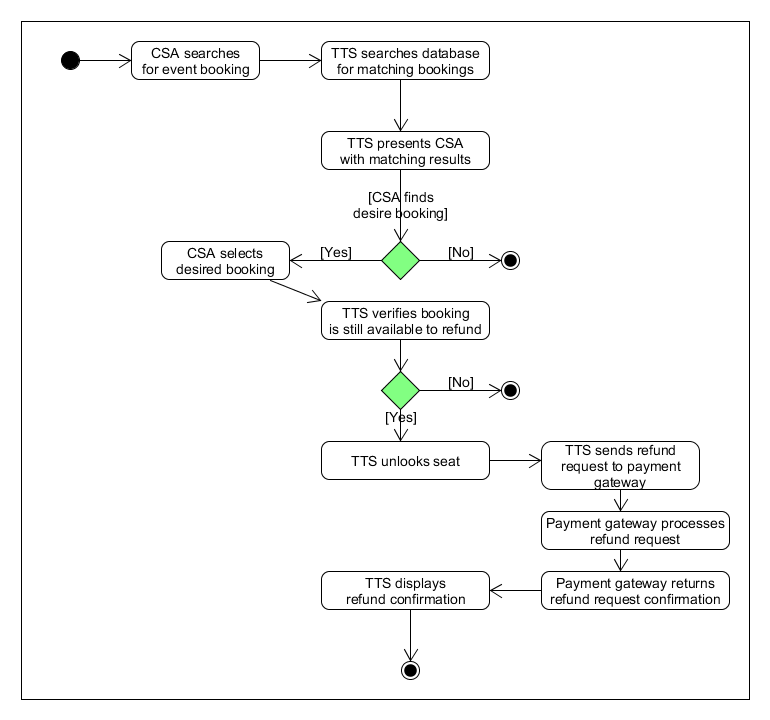 CSA searches
for event booking
TTS searches database
for matching bookings
TTS presents CSA
with matching results
[CSA finds
desire booking]
[Yes]
[No]
CSA selects
desired booking
TTS verifies booking
is still available to refund
[No]
[Yes]
TTS unlooks seat
TTS sends refund
request to payment
gateway
Payment gateway processes
refund request
TTS displays
refund confirmation
Payment gateway returns
refund request confirmation